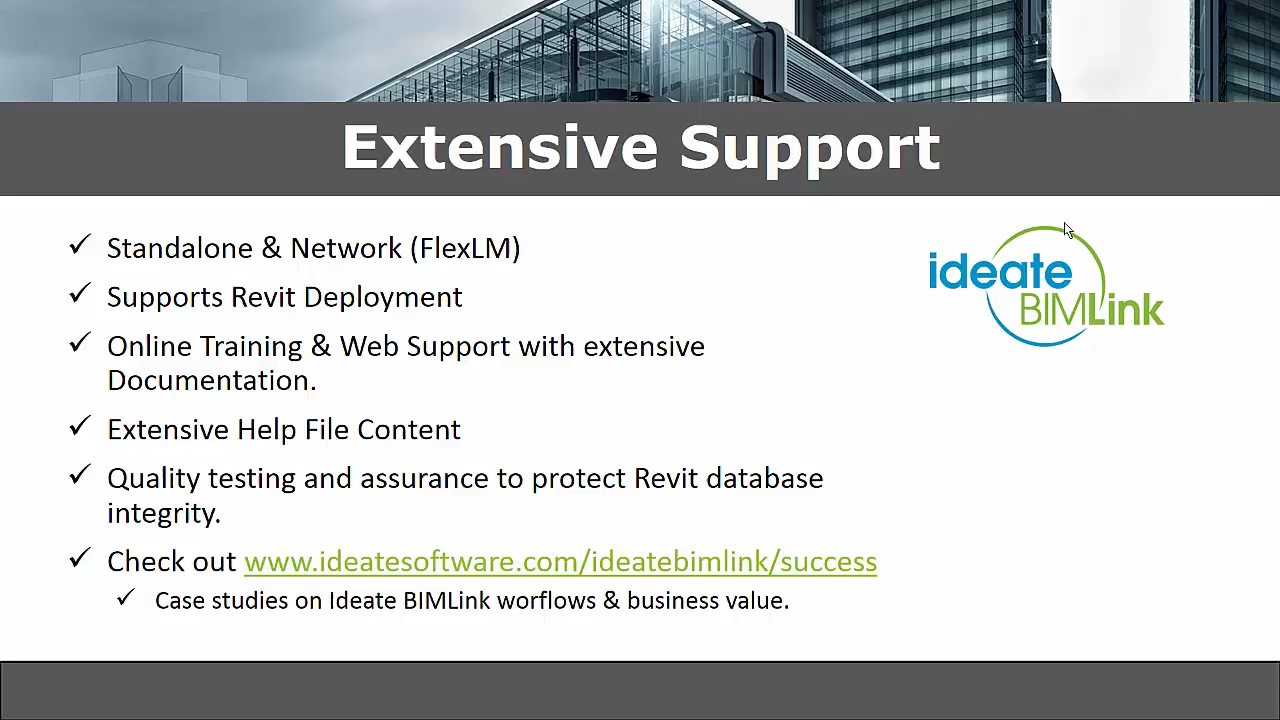 Extensive Support
✓ Standalone & Network (FlexLM)
✓ Supports Revit Deployment
✓ Online Training & Web Support with extensive
Documentation.
✓ Extensive Help File Content
✓ Quality testing and assurance to protect Revit database
integrity.
✓ Check out www.ideatesoftware.com/ideatebimlink/success
✓ Case studies on Ideate BIMLink worflows & business value.
ideate
BIMLink